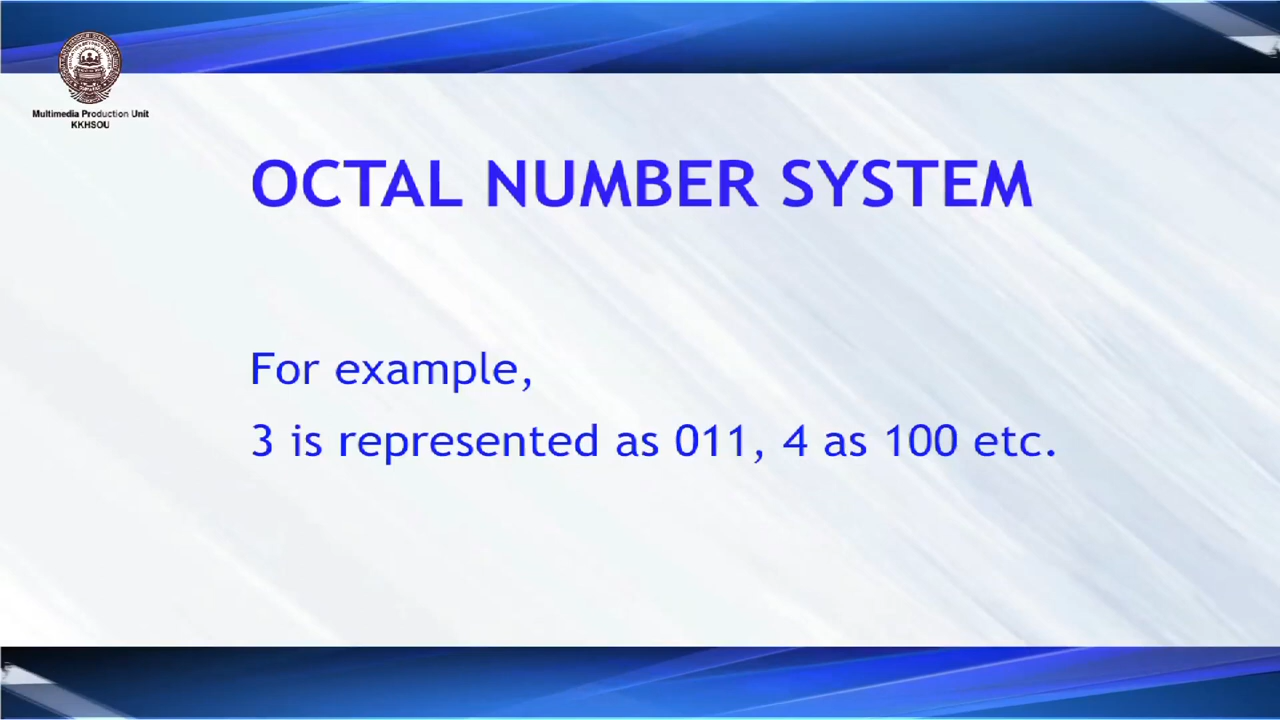 Multimedia Production Unit
KKHSOU
OCTAL NUMBER SYSTEM
For example,
3 is represented as 011, 4 as 100 etc.